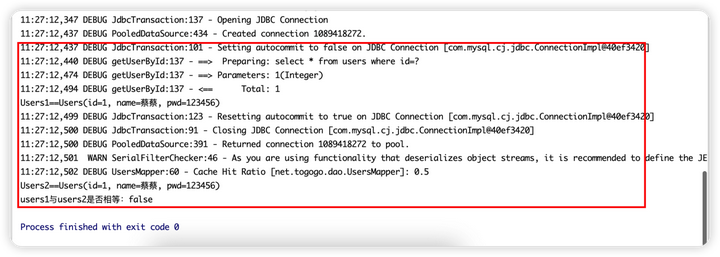 11:27:12,347 DEBUG JdbcTransaction:137 - Opening JDBC Connection
11:27:12,437 DEBUG PooledDataSource:434 - Created connection 1089418272.
11:27:12,437 DEBUG JdbcTransaction:101 - Setting autocommit to false on JDBC Connection [com.mysql.cj.jdbc.ConnectionImpl@40ef3420]
11:27:12,440 DEBUG getUserById:137 - ==>  Preparing: select * from users where id=?
11:27:12,474 DEBUG getUserById:137 - ==> Parameters: 1(Integer)
11:27:12,494 DEBUG getUserById:137 - <==      Total: 1
Users1==Users(id=1, name=蔡蔡, pwd=123456)
11:27:12,499 DEBUG JdbcTransaction:123 - Resetting autocommit to true on JDBC Connection [com.mysql.cj.jdbc.ConnectionImpl@40ef3420]
11:27:12,500 DEBUG JdbcTransaction:91 - Closing JDBC Connection [com.mysql.cj.jdbc.ConnectionImpl@40ef3420]
11:27:12,500 DEBUG PooledDataSource:391 - Returned connection 1089418272 to pool.
11:27:12,501  WARN SerialFilterChecker:46 - As you are using functionality that deserializes object streams, it is recommended to define the JE
11:27:12,502 DEBUG UsersMapper:60 - Cache Hit Ratio [net.togogo.dao.UsersMapper]: 0.5
Users2==Users(id=1, name=蔡蔡, pwd=123456)
users1与users2是否相等：false
Process finished with exit code 0